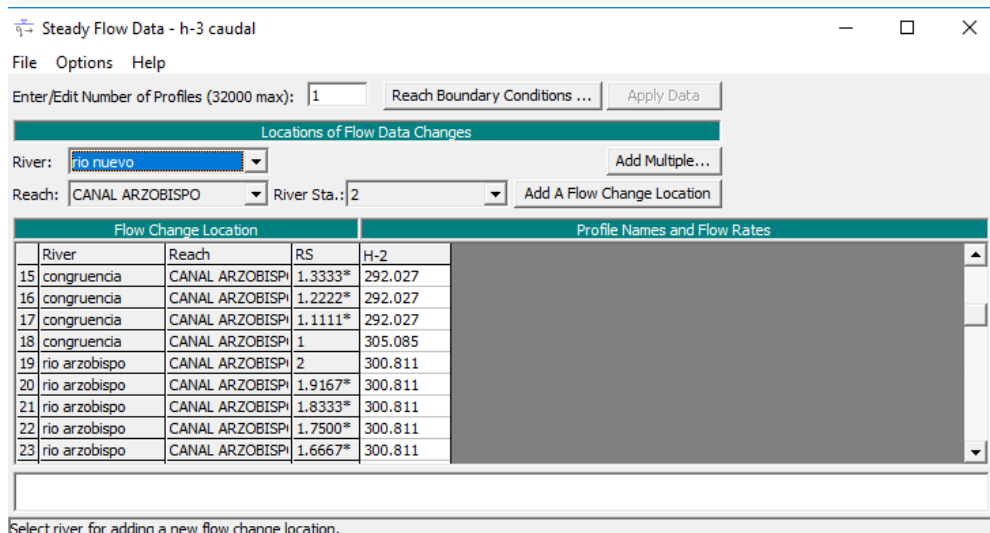 Steady Flow Data - h-3 caudal
File Options Help
Enter/Edit Number of Profiles (32000 max): 1 Reach Boundary Conditions ... Apply Data
Locations of Flow Data Changes
River: rio nuevo Add Multiple...
Reach: CANAL ARZOBISPO River Sta.: 2 Add A Flow Change Location
Flow Change Location Profile Names and Flow Rates
River Reach RS H-2
15 congruencia CANAL ARZOBISP 1.3333* 292.027
16 congruencia CANAL ARZOBISP 1.2222* 292.027
17 congruencia CANAL ARZOBISP 1.1111* 292.027
18 congruencia CANAL ARZOBISP 1 305.085
19 rio arzobispo CANAL ARZOBISP 2 300.811
20 rio arzobispo CANAL ARZOBISP 1.9167* 300.811
21 rio arzobispo CANAL ARZOBISP 1.8333* 300.811
22 rio arzobispo CANAL ARZOBISP 1.7500* 300.811
23 rio arzobispo CANAL ARZOBISP 1.6667* 300.811
Select river for adding a new flow change location.